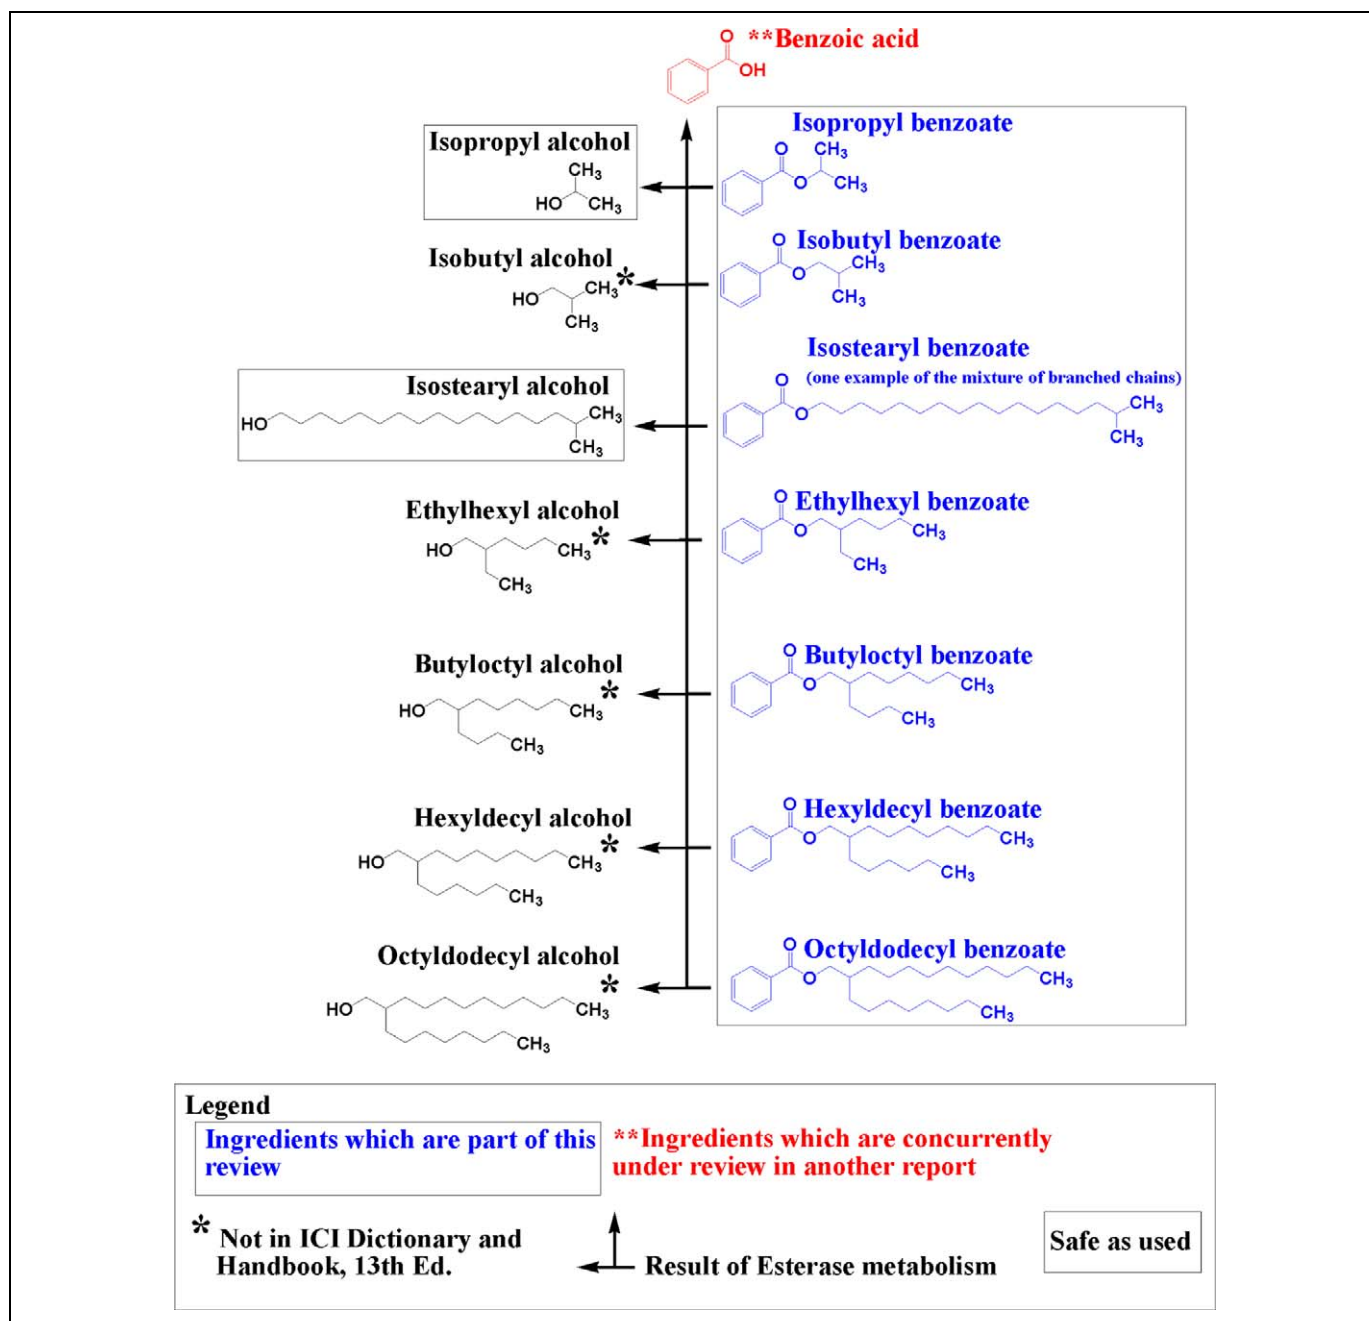 **Benzoic acid
O
OH
Isopropyl alcohol
CH3
HO
CH3
Isopropyl benzoate
O
CH3
O
CH3
Isobutyl alcohol
*
HO
CH3
CH3
Isobutyl benzoate
O
O
CH3
CH3
Isostearyl alcohol
HO
CH3
CH3
Isostearyl benzoate
(one example of the mixture of branched chains)
O
O
CH3
CH3
Ethylhexyl alcohol
*
HO
CH3
CH3
Ethylhexyl benzoate
O
O
CH3
CH3
Butyloctyl alcohol
*
HO
CH3
CH3
Butyloctyl benzoate
O
O
CH3
CH3
Hexyldecyl alcohol
*
HO
CH3
CH3
Hexyldecyl benzoate
O
O
CH3
CH3
Octyldodecyl alcohol
*
HO
CH3
CH3
Octyldodecyl benzoate
O
O
CH3
CH3
Legend
Ingredients which are part of this
review
**Ingredients which are concurrently
under review in another report
* Not in ICI Dictionary and
Handbook, 13th Ed.
Result of Esterase metabolism
Safe as used